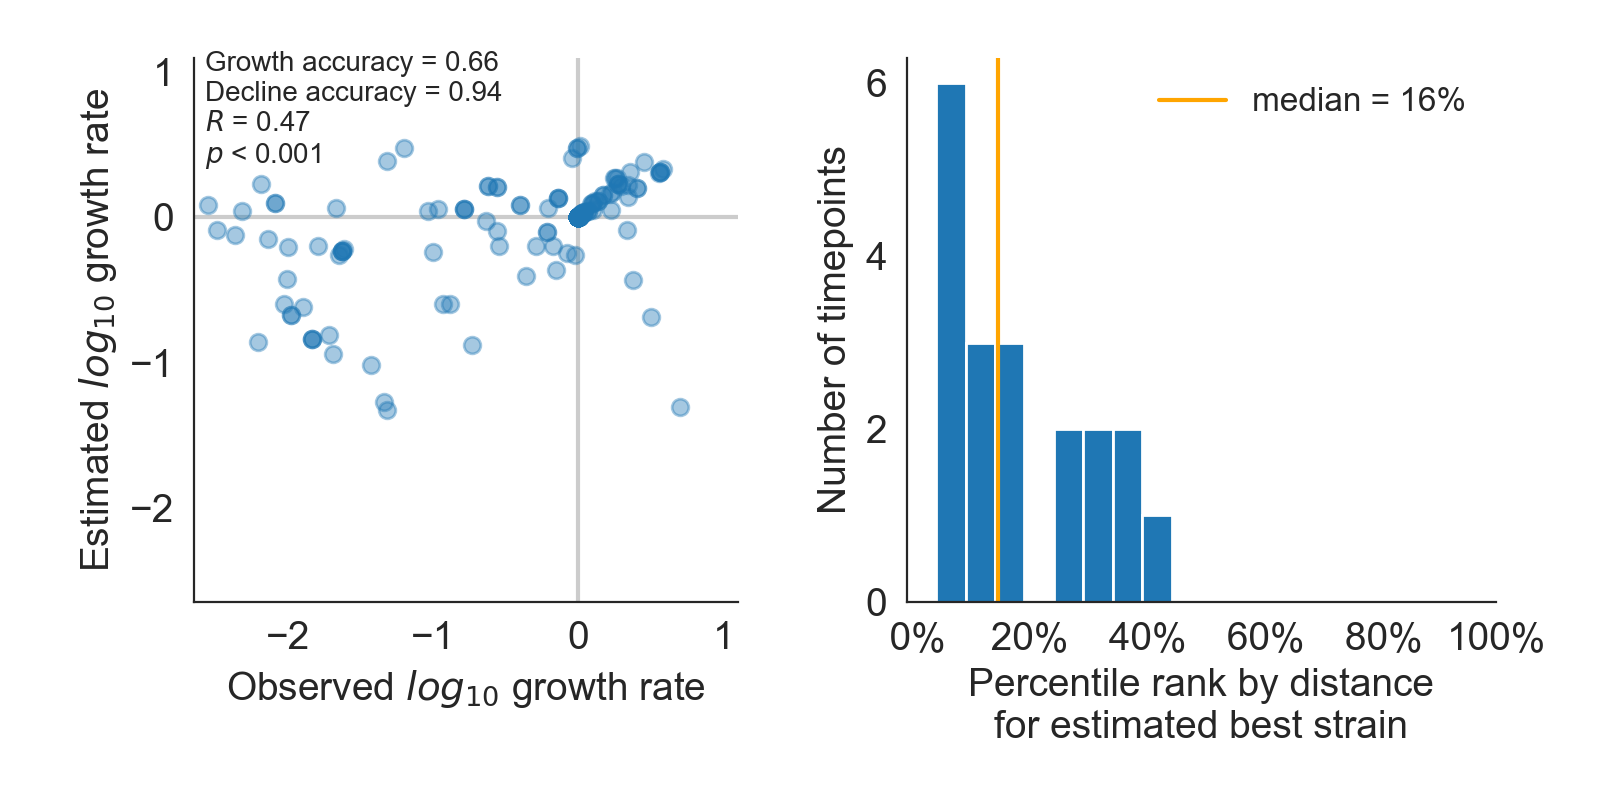 Growth accuracy = 0.66
Decline accuracy = 0.94
R = 0.47
p < 0.001
1
0
−1
−2
Estimated log10 growth rate
−2 −1 0 1
Observed log10 growth rate
median = 16%
6
4
2
0
Number of timepoints
0% 20% 40% 60% 80% 100%
Percentile rank by distance
for estimated best strain